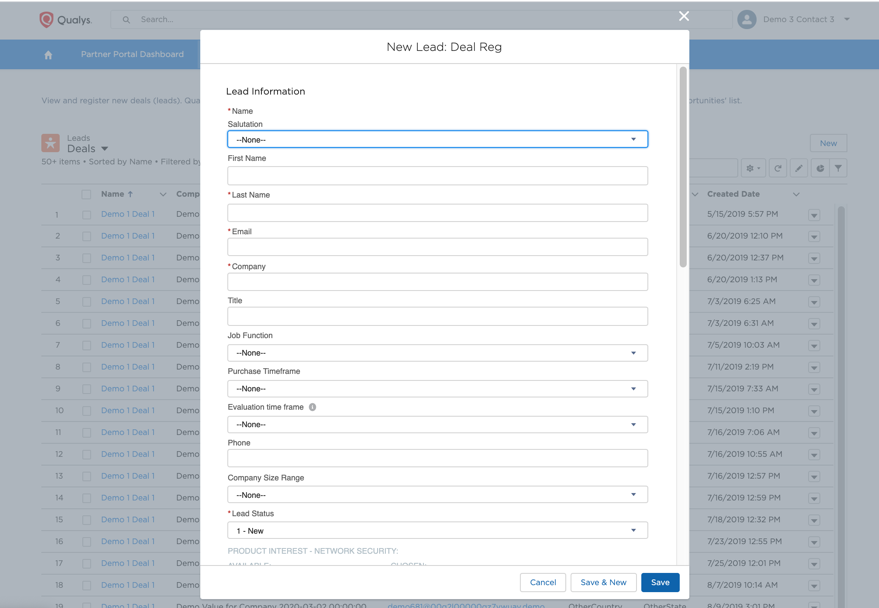 Qualys.
Search...
Demo 3 Contact 3
Partner Portal Dashboard
New Lead: Deal Reg
View and register new deals (leads). Qua
ortunities' list.
Leads
Deals
New
50+ items • Sorted by Name • Filtered by
Name ↑ Comp Created Date
1 Demo 1 Deal 1 Demo 5/15/2019 5:57 PM
2 Demo 1 Deal 1 Demo 6/20/2019 12:10 PM
3 Demo 1 Deal 1 Demo 6/20/2019 12:37 PM
4 Demo 1 Deal 1 Demo 6/20/2019 1:13 PM
5 Demo 1 Deal 1 Demo 7/3/2019 6:25 AM
6 Demo 1 Deal 1 Demo 7/3/2019 6:31 AM
7 Demo 1 Deal 1 Demo 7/5/2019 10:03 AM
8 Demo 1 Deal 1 Demo 7/11/2019 2:19 PM
9 Demo 1 Deal 1 Demo 7/15/2019 7:33 AM
10 Demo 1 Deal 1 Demo 7/15/2019 1:10 PM
11 Demo 1 Deal 1 Demo 7/16/2019 7:06 AM
12 Demo 1 Deal 1 Demo 7/16/2019 10:55 AM
13 Demo 1 Deal 1 Demo 7/16/2019 12:57 PM
14 Demo 1 Deal 1 Demo 7/16/2019 12:59 PM
15 Demo 1 Deal 1 Demo 7/18/2019 12:32 PM
16 Demo 1 Deal 1 Demo 7/23/2019 12:55 PM
17 Demo 1 Deal 1 Demo 7/25/2019 12:01 PM
18 Demo 1 Deal 1 Demo 8/7/2019 10:14 AM
19 Demo Value for Company 2020-03-02 00:00:00 OtherCountry OtherState 8/9/2019 3:01 PM
Lead Information
*Name
Salutation
--None--
First Name
*Last Name
*Email
*Company
Title
Job Function
--None--
Purchase Timeframe
--None--
Evaluation time frame
--None--
Phone
Company Size Range
--None--
*Lead Status
1 - New
PRODUCT INTEREST - NETWORK SECURITY:
AVAILABLE: CHOSEN:
Cancel
Save & New
Save